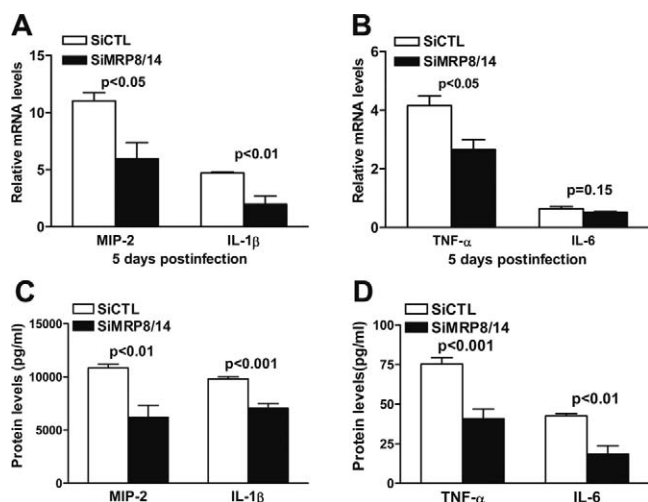 A
SiCTL
SiMRP8/14
p<0.05
p<0.01
Relative mRNA levels
15
10
5
0
MIP-2 IL-1β
5 days postinfection
B
SiCTL
SiMRP8/14
p<0.05
p=0.15
Relative mRNA levels
6
4
2
0
TNF-α IL-6
5 days postinfection
C
SiCTL
SiMRP8/14
p<0.01
p<0.001
Protein levels (pg/ml)
15000
10000
5000
0
MIP-2 IL-1β
D
SiCTL
SiMRP8/14
p<0.001
p<0.01
Protein levels(pg/ml)
100
75
50
25
0
TNF-α IL-6